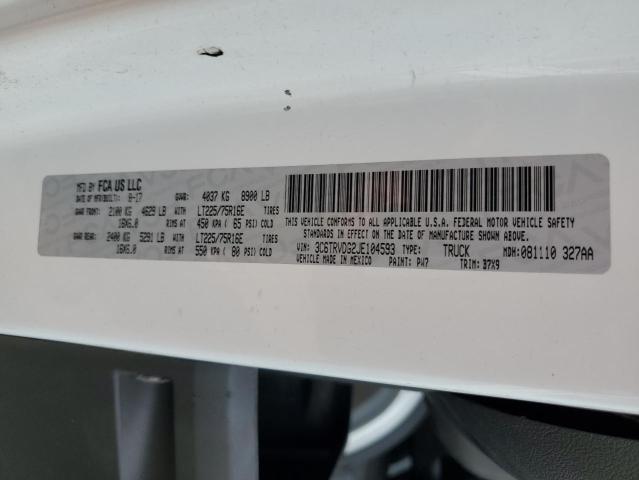 MFD BY FCA US LLC
DATE OF MFR/BUILT: 8-17 GVWR: 4037 KG 8900 LB
GAWR FRONT: 2100 KG 4629 LB WITH LT225/75R16E TIRES
16X6.0 RIMS AT 450 KPA ( 65 PSI) COLD
GAWR REAR: 2400 KG 5291 LB WITH LT225/75R16E TIRES
16X6.0 RIMS AT 550 KPA ( 80 PSI) COLD
THIS VEHICLE CONFORMS TO ALL APPLICABLE U.S.A. FEDERAL MOTOR VEHICLE SAFETY
STANDARDS IN EFFECT ON THE DATE OF MANUFACTURE SHOWN ABOVE.
VIN: 3C6TRVDG2JE104593 TYPE: TRUCK MDH: 081110 327AA
VEHICLE MADE IN MEXICO PAINT: PW7 TRIM: B7X9